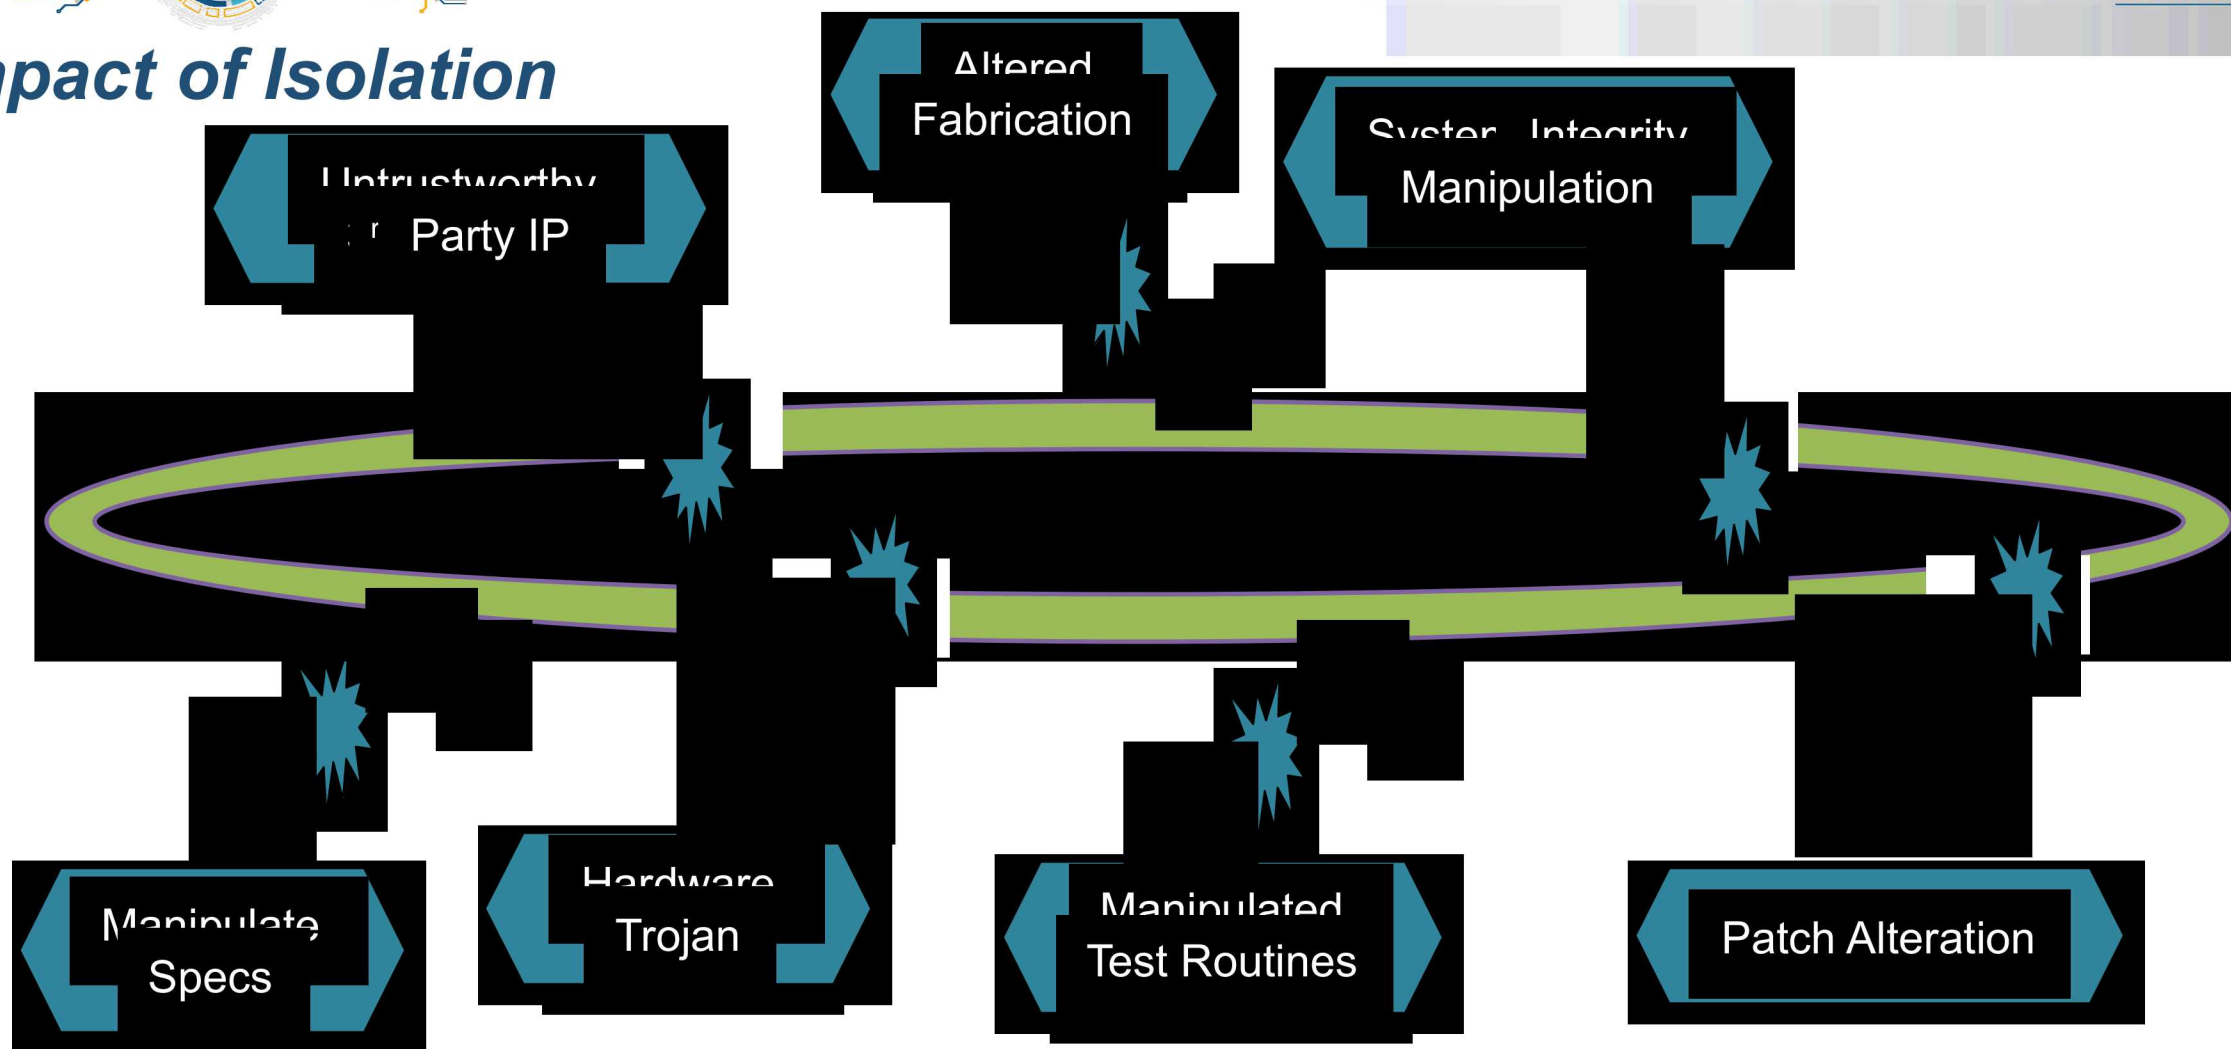 pact of Isolation
Altered
Fabrication
System Integrity
Manipulation
Untrustworthy
Party IP
Manipulate
Specs
Hardware
Trojan
Manipulated
Test Routines
Patch Alteration